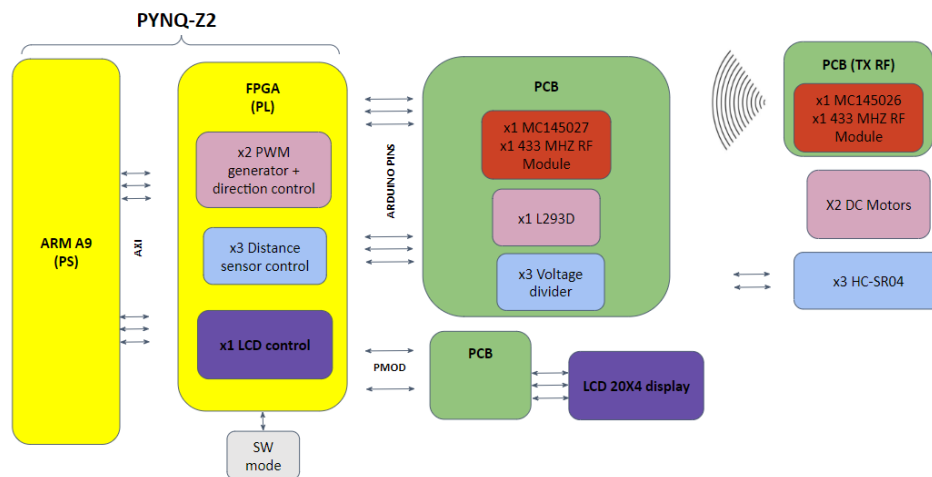 PYNQ-Z2
ARM A9
(PS)
AXI
FPGA
(PL)
x2 PWM
generator +
direction control
x3 Distance
sensor control
x1 LCD control
SW
mode
ARDUINO PINS
PMOD
PCB
x1 MC145027
x1 433 MHZ RF
Module
x1 L293D
x3 Voltage
divider
PCB
LCD 20X4 display
PCB (TX RF)
x1 MC145026
x1 433 MHZ RF
Module
X2 DC Motors
x3 HC-SR04